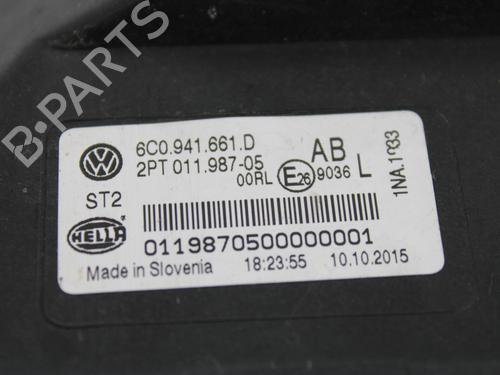 B-PARTS
6C0.941.661.D
2PT 011.987-05
AB
00RL E26 9036 L
1NA.1033
ST2
HELLA
0119870500000001
Made in Slovenia 18:23:55 10.10.2015